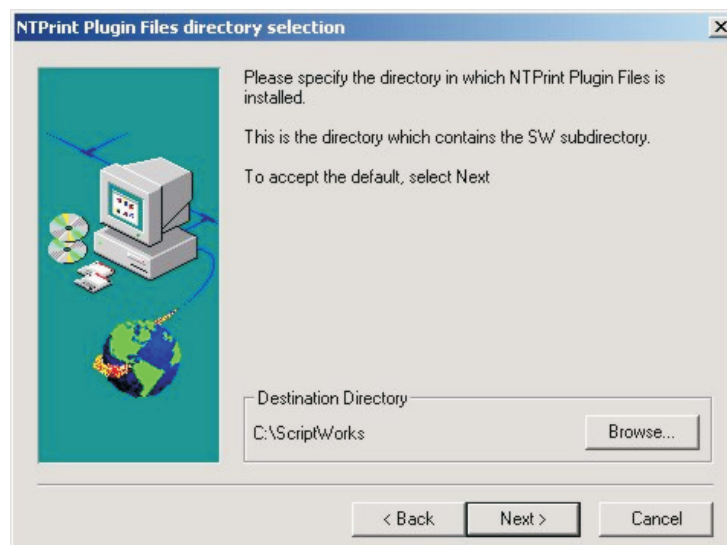 NTPrint Plugin Files directory selection
Please specify the directory in which NTPrint Plugin Files is
installed.
This is the directory which contains the SW subdirectory.
To accept the default, select Next
Destination Directory
C:\ScriptWorks
Browse...
< Back
Next >
Cancel